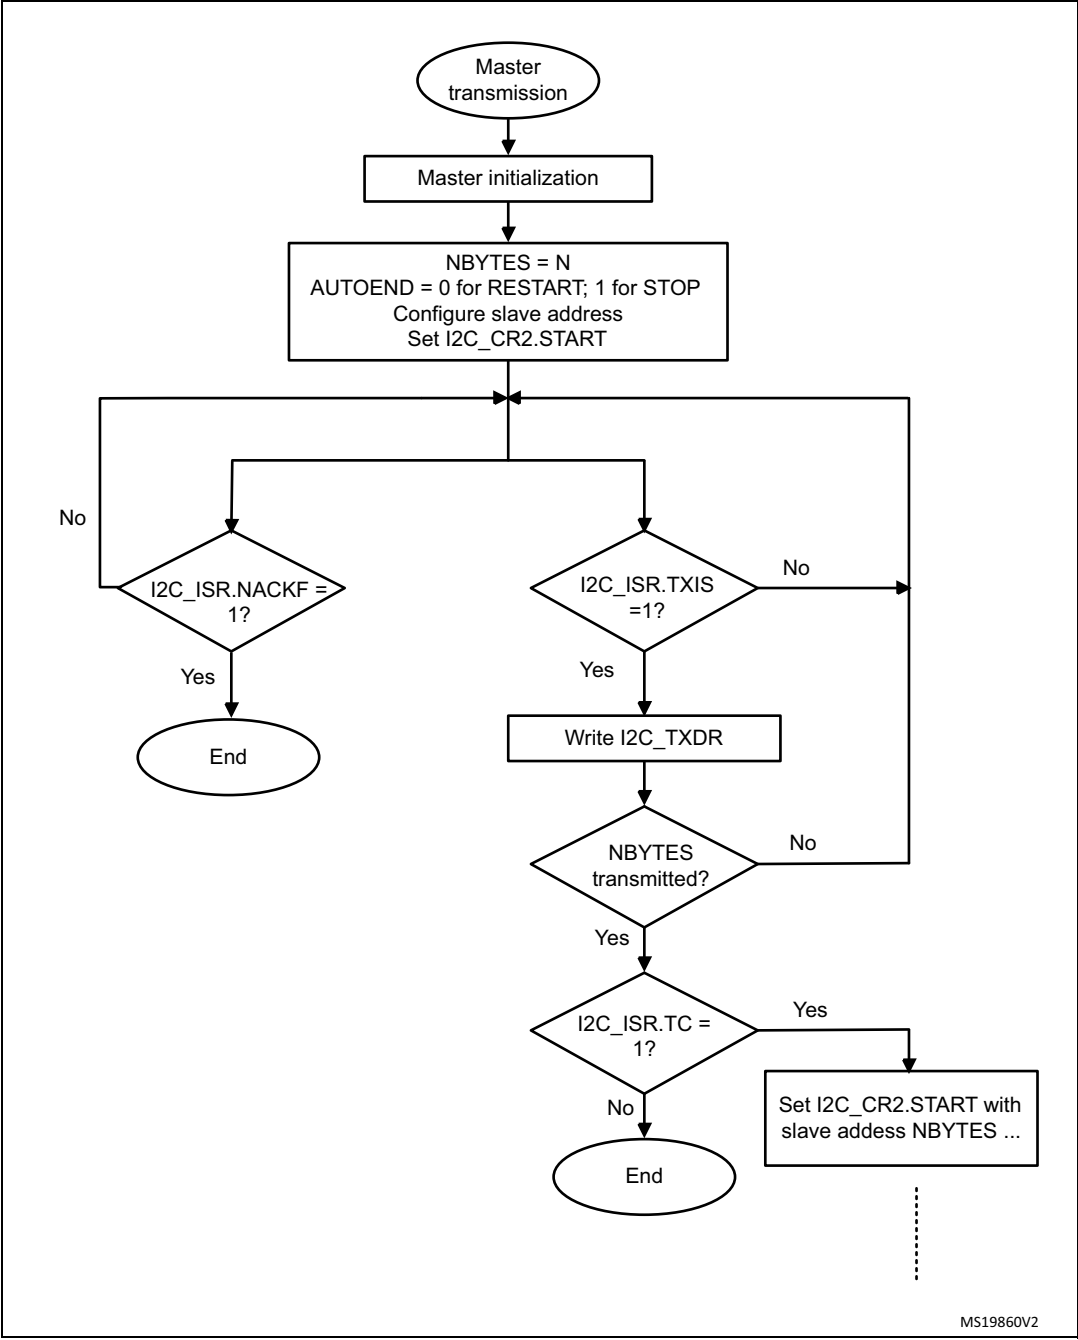 Master
transmission
Master initialization
NBYTES = N
AUTOEND = 0 for RESTART; 1 for STOP
Configure slave address
Set I2C_CR2.START
No
I2C_ISR.NACKF =
1?
Yes
End
I2C_ISR.TXIS
=1?
No
Yes
Write I2C_TXDR
NBYTES
transmitted?
No
Yes
I2C_ISR.TC =
1?
Yes
No
End
Set I2C_CR2.START with
slave addess NBYTES ...
MS19860V2